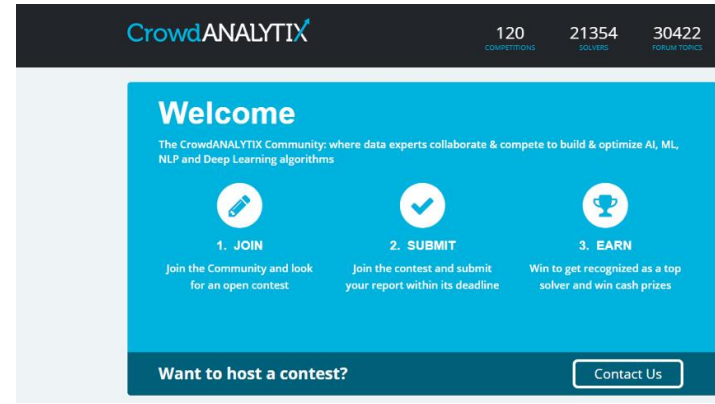 CrowdANALYTIX
120 21354 30422
COMPETITIONS SOLVERS FORUM TOPICS
Welcome
The CrowdANALYTIX Community: where data experts collaborate & compete to build & optimize AI, ML,
NLP and Deep Learning algorithms
1. JOIN
Join the Community and look
for an open contest
2. SUBMIT
Join the contest and submit
your report within its deadline
3. EARN
Win to get recognized as a top
solver and win cash prizes
Want to host a contest?
Contact Us